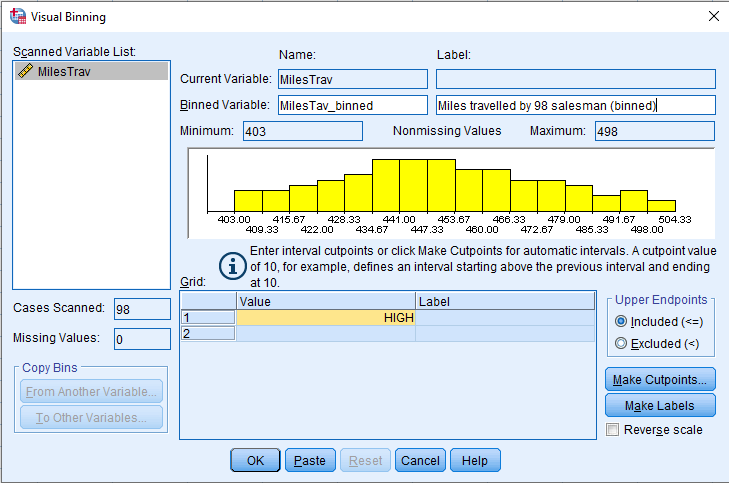 Visual Binning
Scanned Variable List:
MilesTrav
Name:
Label:
Current Variable:
MilesTrav
Binned Variable:
MilesTav_binned
Miles travelled by 98 salesman (binned)
Minimum:
403
Nonmissing Values
Maximum:
498
403.00 415.67 428.33 441.00 453.67 466.33 479.00 491.67 504.33
409.33 422.00 434.67 447.33 460.00 472.67 485.33 498.00
Enter interval cutpoints or click Make Cutpoints for automatic intervals. A cutpoint value
of 10, for example, defines an interval starting above the previous interval and ending
at 10.
Grid:
Value
Label
1
HIGH
2
Cases Scanned:
98
Missing Values:
0
Copy Bins
From Another Variable...
To Other Variables...
Upper Endpoints
Included (<=)
Excluded (<)
Make Cutpoints...
Make Labels
Reverse scale
OK
Paste
Reset
Cancel
Help